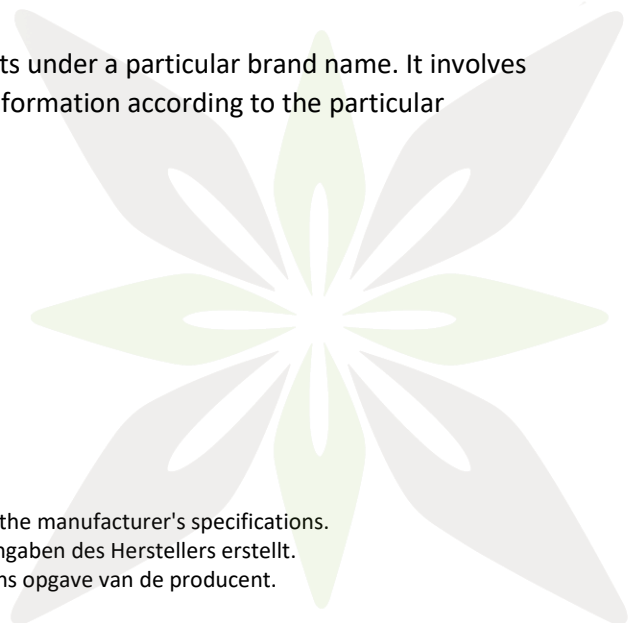 ts under a particular brand name. It involves
formation according to the particular
the manufacturer's specifications.
ngaben des Herstellers erstellt.
ns opgave van de producent.